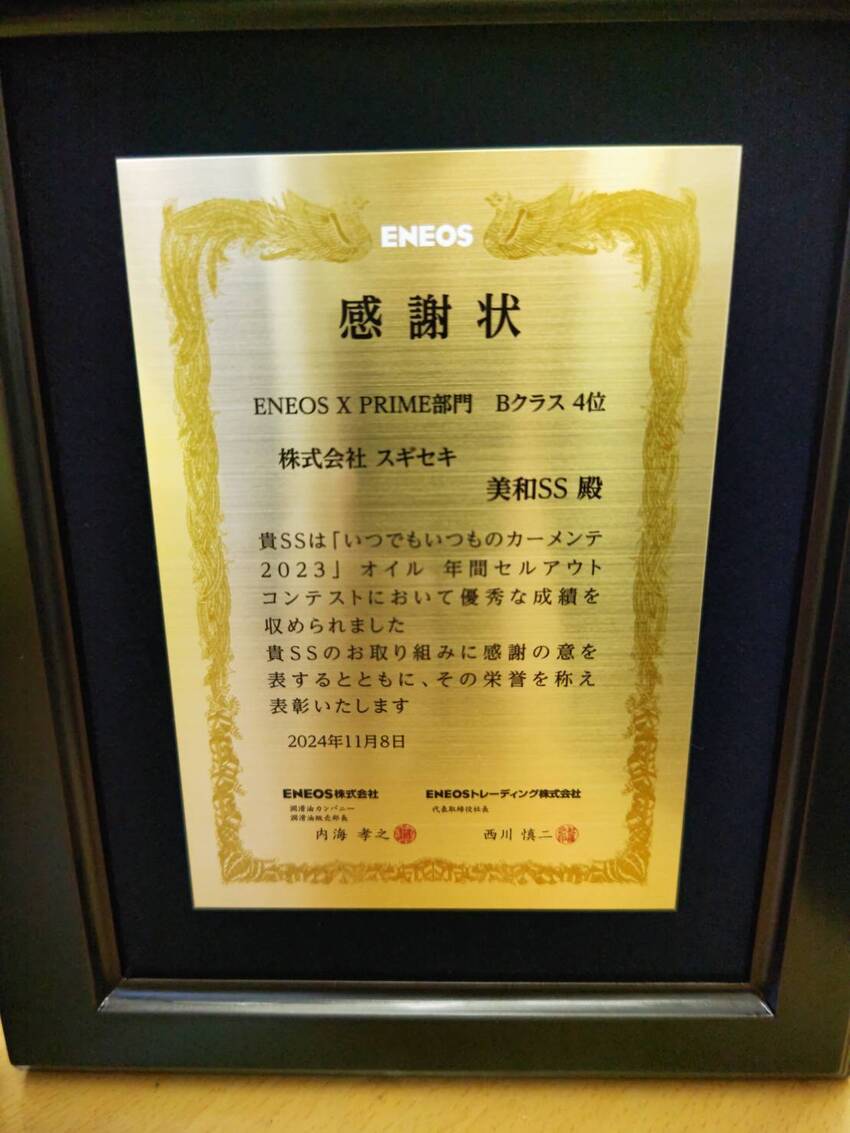 ENEOS
感謝状
ENEOS X PRIME部門　Bクラス 4位
株式会社 スギセキ
美和SS 殿
貴SSは「いつでもいつものカーメンテ
2023」 オイル 年間セルアウト
コンテストにおいて優秀な成績を
収められました
貴SSのお取り組みに感謝の意を
表するとともに、その栄誉を称え
表彰いたします
2024年11月8日
ENEOS株式会社
潤滑油カンパニー
潤滑油販売部長
内海 孝之
ENEOSトレーディング株式会社
代表取締役社長
西川 慎二